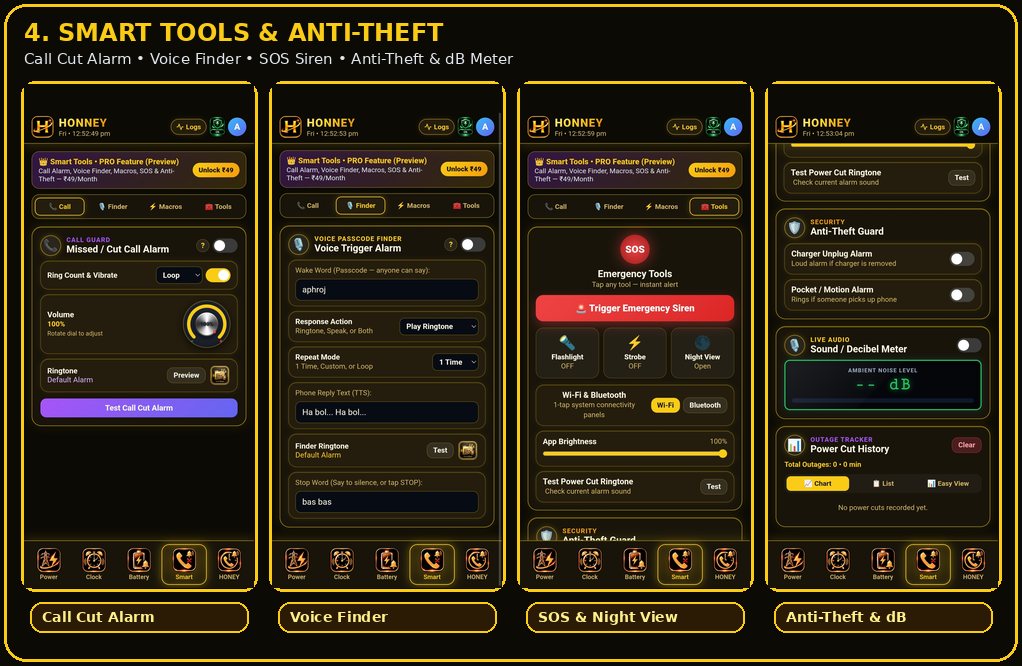 4. SMART TOOLS & ANTI-THEFT
Call Cut Alarm • Voice Finder • SOS Siren • Anti-Theft & dB Meter
HONNEY
Fri • 12:52:49 pm
Logs
A
👑 Smart Tools • PRO Feature (Preview)
Call Alarm, Voice Finder, Macros, SOS & Anti-
Theft — ₹49/Month
Unlock ₹49
📞 Call
🎙️ Finder
⚡ Macros
🧰 Tools
CALL GUARD
Missed / Cut Call Alarm
?
Ring Count & Vibrate
Loop
Volume
100%
Rotate dial to adjust
Ringtone
Default Alarm
Preview
Test Call Cut Alarm
Power
Clock
Battery
Smart
HONEY
Call Cut Alarm
HONNEY
Fri • 12:52:53 pm
Logs
A
👑 Smart Tools • PRO Feature (Preview)
Call Alarm, Voice Finder, Macros, SOS & Anti-
Theft — ₹49/Month
Unlock ₹49
📞 Call
🎙️ Finder
⚡ Macros
🧰 Tools
VOICE PASSCODE FINDER
Voice Trigger Alarm
?
Wake Word (Passcode — anyone can say):
aphroj
Response Action
Ringtone, Speak, or Both
Play Ringtone
Repeat Mode
1 Time, Custom, or Loop
1 Time
Phone Reply Text (TTS):
Ha bol... Ha bol...
Finder Ringtone
Default Alarm
Test
Stop Word (Say to silence, or tap STOP):
bas bas
Power
Clock
Battery
Smart
HONEY
Voice Finder
HONNEY
Fri • 12:52:59 pm
Logs
A
👑 Smart Tools • PRO Feature (Preview)
Call Alarm, Voice Finder, Macros, SOS & Anti-
Theft — ₹49/Month
Unlock ₹49
📞 Call
🎙️ Finder
⚡ Macros
🧰 Tools
SOS
Emergency Tools
Tap any tool — instant alert
🚨 Trigger Emergency Siren
Flashlight
OFF
Strobe
OFF
Night View
Open
Wi-Fi & Bluetooth
1-tap system connectivity
panels
Wi-Fi
Bluetooth
App Brightness
100%
Test Power Cut Ringtone
Check current alarm sound
Test
SECURITY
Anti-Theft Guard
Power
Clock
Battery
Smart
HONEY
SOS & Night View
HONNEY
Fri • 12:53:04 pm
Logs
A
Test Power Cut Ringtone
Check current alarm sound
Test
SECURITY
Anti-Theft Guard
Charger Unplug Alarm
Loud alarm if charger is removed
Pocket / Motion Alarm
Rings if someone picks up phone
LIVE AUDIO
Sound / Decibel Meter
AMBIENT NOISE LEVEL
-- dB
OUTAGE TRACKER
Power Cut History
Clear
Total Outages: 0 • 0 min
📈 Chart
📋 List
📊 Easy View
No power cuts recorded yet.
Power
Clock
Battery
Smart
HONEY
Anti-Theft & dB